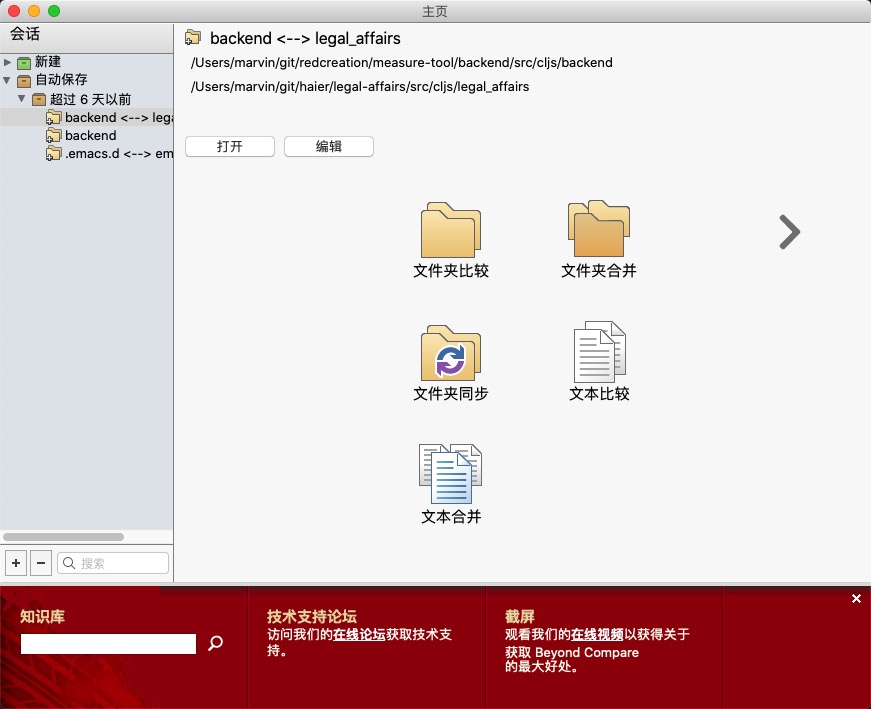 主页
会话
新建
自动保存
超过 6 天以前
backend <--> lega
backend
.emacs.d <--> em
搜索
backend <--> legal_affairs
/Users/marvin/git/redcreation/measure-tool/backend/src/cljs/backend
/Users/marvin/git/haier/legal-affairs/src/cljs/legal_affairs
打开
编辑
文件夹比较
文件夹合并
文件夹同步
文本比较
文本合并
知识库
技术支持论坛
访问我们的在线论坛获取技术支
持。
截屏
观看我们的在线视频以获得关于
获取 Beyond Compare
的最大好处。